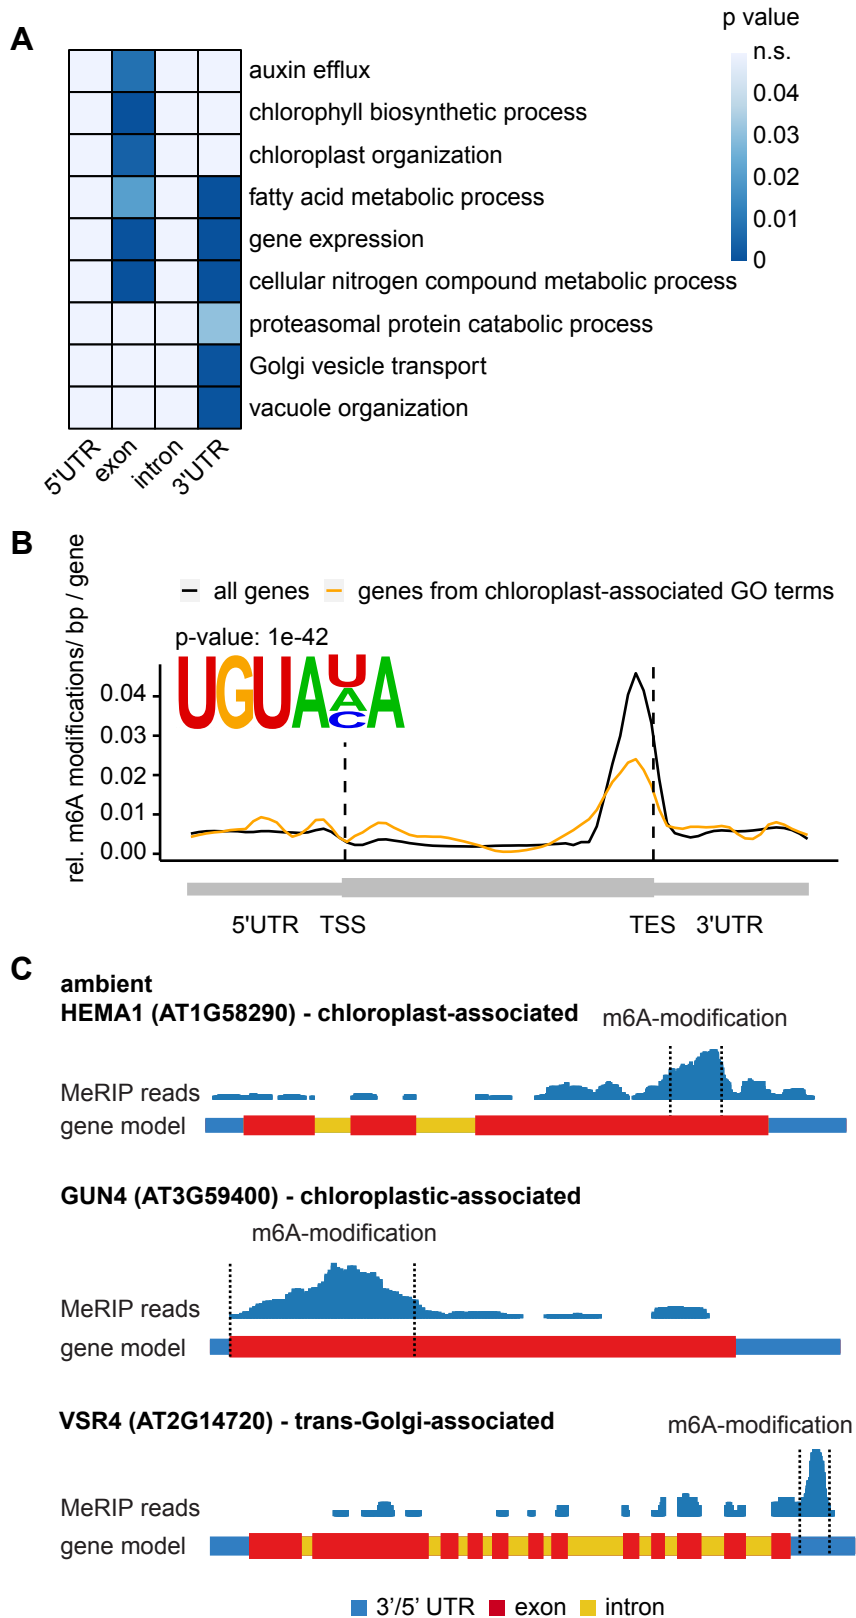 A
p value
n.s.
0.04
0.03
0.02
0.01
0
auxin efflux
chlorophyll biosynthetic process
chloroplast organization
fatty acid metabolic process
gene expression
cellular nitrogen compound metabolic process
proteasomal protein catabolic process
Golgi vesicle transport
vacuole organization
5'UTR
exon
intron
3'UTR
B
rel. m6A modifications/ bp / gene
all genes
genes from chloroplast-associated GO terms
p-value: 1e-42
UGUAUA
A
C
0.04
0.03
0.02
0.01
0.00
5'UTR TSS TES 3'UTR
C
ambient
HEMA1 (AT1G58290) - chloroplast-associated
m6A-modification
MeRIP reads
gene model
GUN4 (AT3G59400) - chloroplastic-associated
m6A-modification
MeRIP reads
gene model
VSR4 (AT2G14720) - trans-Golgi-associated
m6A-modification
MeRIP reads
gene model
3'/5' UTR exon intron